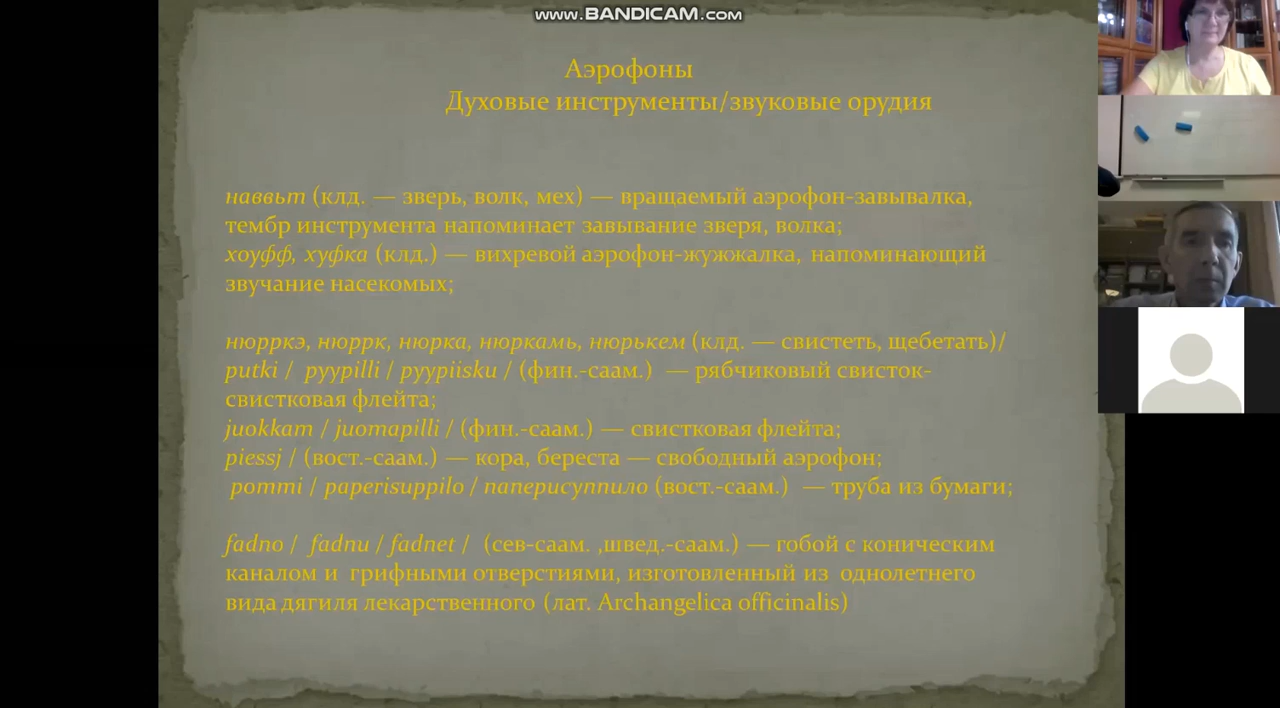 www.BANDICAM.com
Аэрофоны
Духовые инструменты/звуковые орудия
наввьт (клд. — зверь, волк, мех) — вращаемый аэрофон-завывалка,
тембр инструмента напоминает завывание зверя, волка;
хоуфф, хуфка (клд.) — вихревой аэрофон-жужжалка, напоминающий
звучание насекомых;
нюрркэ, нюррк, нюрка, нюркамь, нюрькем (клд. — свистеть, щебетать)/
putki / pyypilli / pyypiisku / (фин.-саам.) — рябчиковый свисток-
свистковая флейта;
juokkam / juomapilli / (фин.-саам.) — свистковая флейта;
piessj / (вост.-саам.) — кора, береста — свободный аэрофон;
pommi / paperisuppilo / паперисуппило (вост.-саам.) — труба из бумаги;
fadno / fadnu / fadnet / (сев-саам. ,швед.-саам.) — гобой с коническим
каналом и грифными отверстиями, изготовленный из однолетнего
вида дягиля лекарственного (лат. Archangelica officinalis)